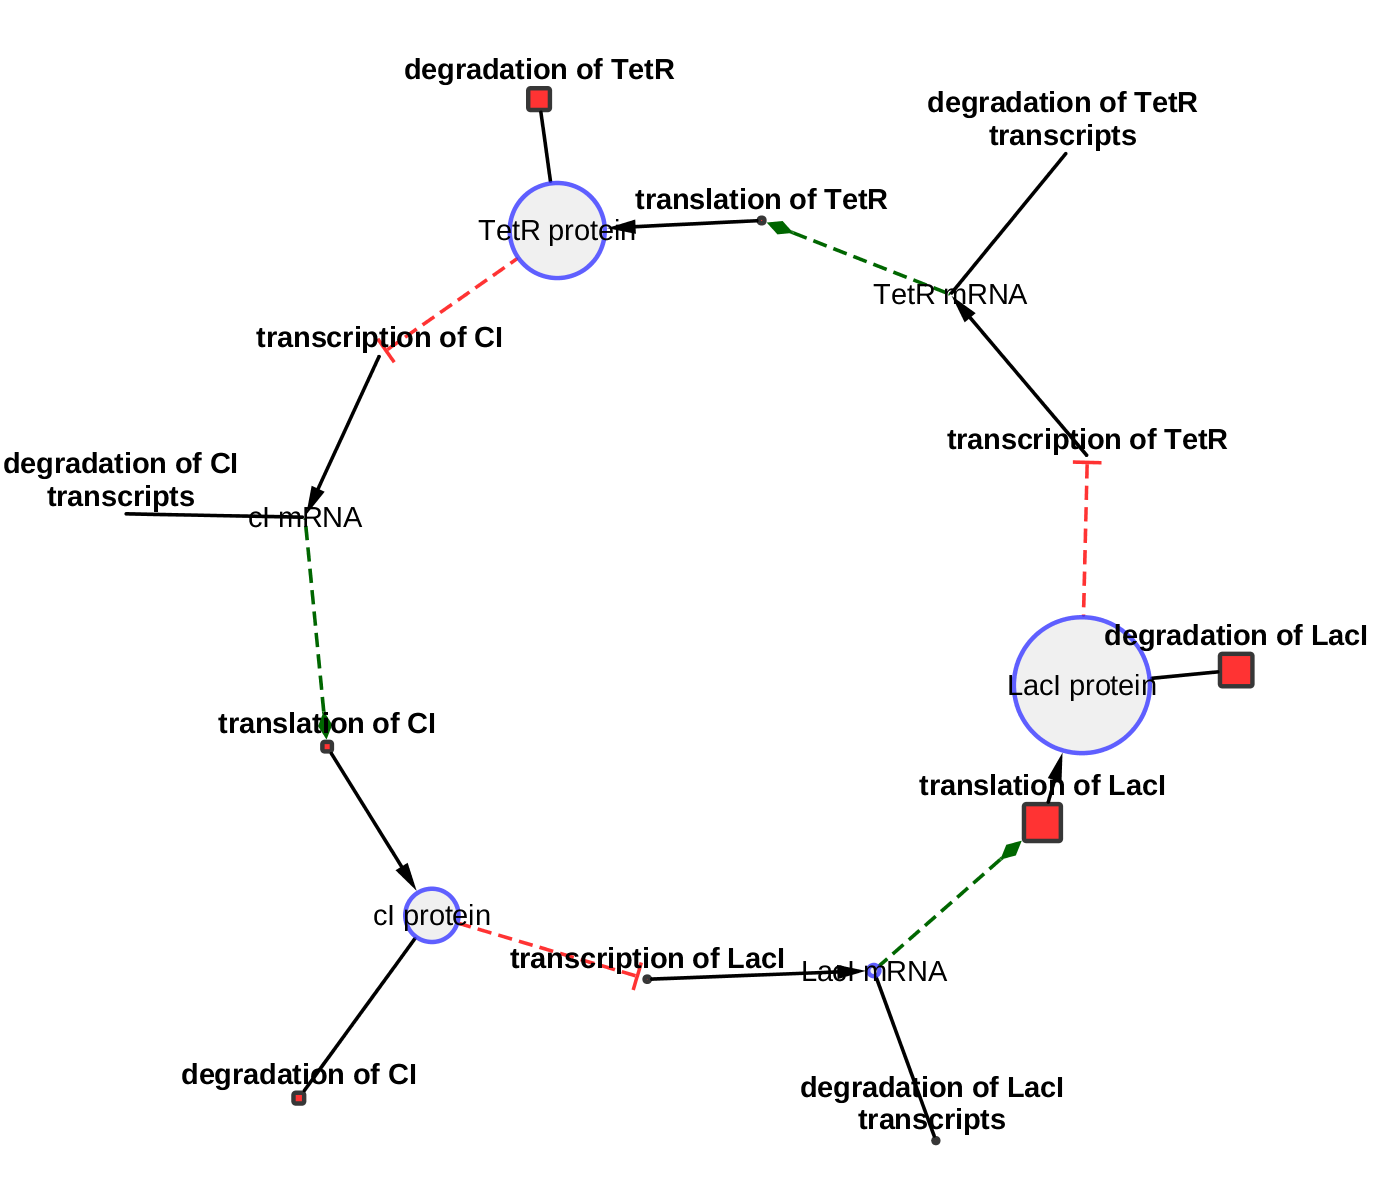 degradation of TetR
degradation of TetR
transcripts
translation of TetR
TetR protein
TetR mRNA
transcription of CI
transcription of TetR
degradation of CI
transcripts
cI mRNA
degradation of LacI
LacI protein
translation of CI
translation of LacI
cI protein
transcription of LacI
LacI mRNA
degradation of CI
degradation of LacI
transcripts